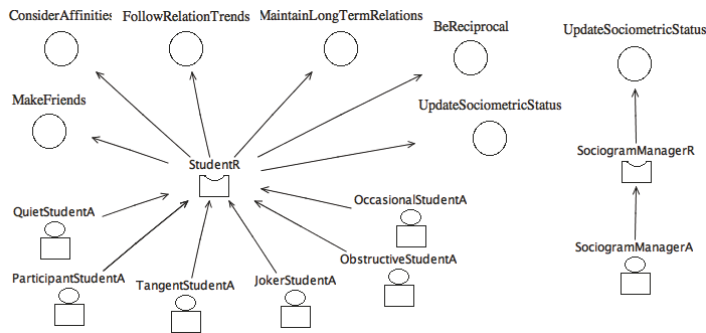 ConsiderAffinities
FollowRelationTrends
MaintainLongTermRelations
BeReciprocal
UpdateSociometricStatus
MakeFriends
UpdateSociometricStatus
StudentR
SociogramManagerR
OccasionalStudentA
QuietStudentA
SociogramManagerA
ObstructiveStudentA
ParticipantStudentA
TangentStudentA
JokerStudentA